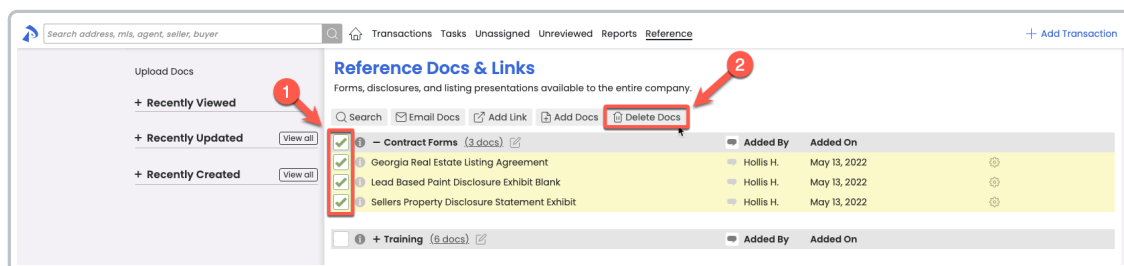 Search address, mls, agent, seller, buyer
Transactions Tasks Unassigned Unreviewed Reports Reference
+ Add Transaction
Upload Docs
+ Recently Viewed
+ Recently Updated View all
+ Recently Created View all
Reference Docs & Links
Forms, disclosures, and listing presentations available to the entire company.
1
2
Search Email Docs Add Link Add Docs Delete Docs
– Contract Forms (3 docs) Added By Added On
Georgia Real Estate Listing Agreement Hollis H. May 13, 2022
Lead Based Paint Disclosure Exhibit Blank Hollis H. May 13, 2022
Sellers Property Disclosure Statement Exhibit Hollis H. May 13, 2022
+ Training (6 docs) Added By Added On